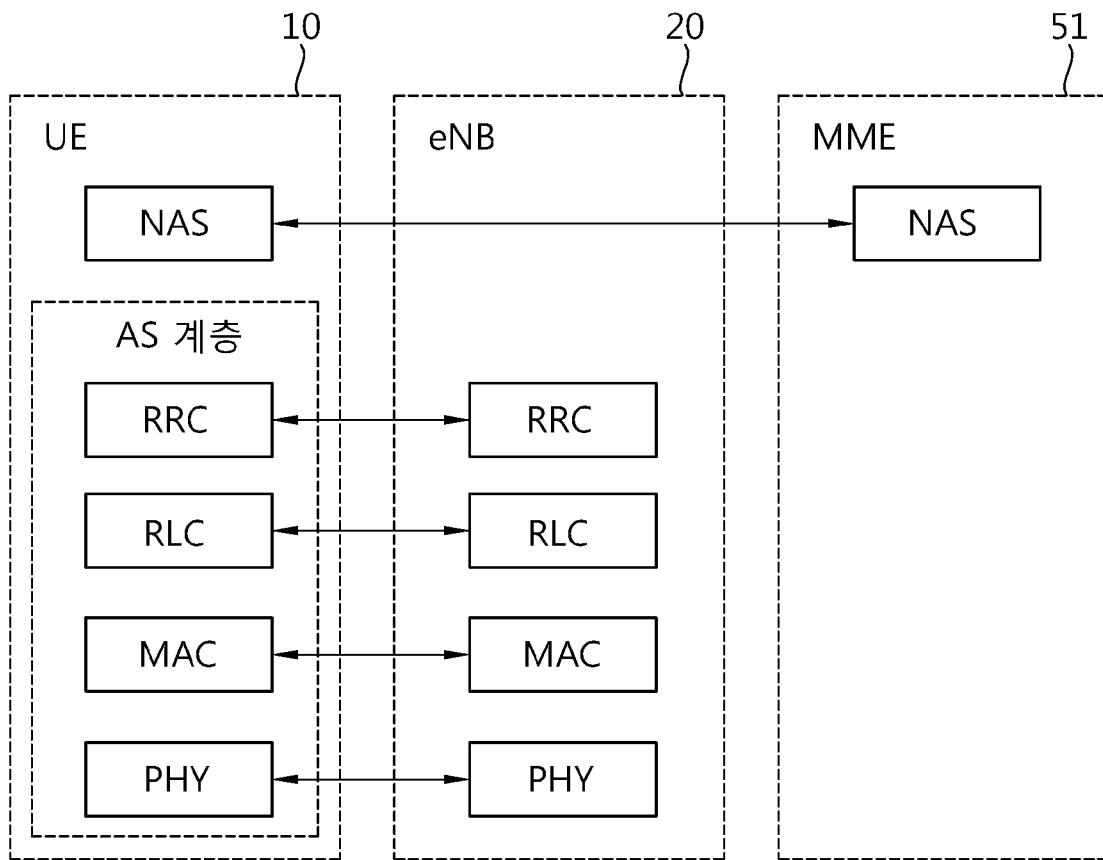 10 20 51
UE eNB MME
NAS NAS
AS 계층
RRC RRC
RLC RLC
MAC MAC
PHY PHY